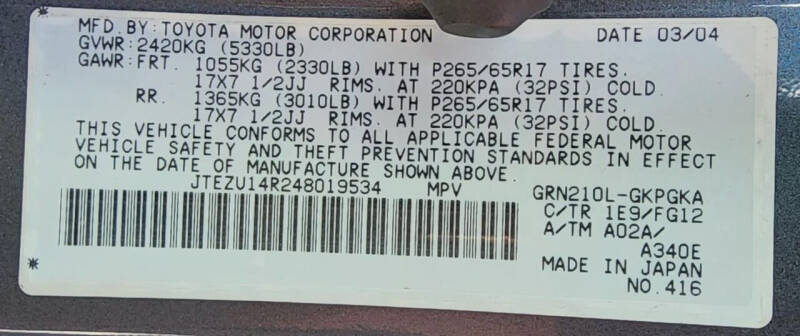 MFD.BY:TOYOTA MOTOR CORPORATION DATE 03/04
GVWR:2420KG (5330LB)
GAWR:FRT. 1055KG (2330LB) WITH P265/65R17 TIRES.
17X7 1/2JJ RIMS. AT 220KPA (32PSI) COLD.
RR. 1365KG (3010LB) WITH P265/65R17 TIRES.
17X7 1/2JJ RIMS. AT 220KPA (32PSI) COLD.
THIS VEHICLE CONFORMS TO ALL APPLICABLE FEDERAL MOTOR
VEHICLE SAFETY AND THEFT PREVENTION STANDARDS IN EFFECT
ON THE DATE OF MANUFACTURE SHOWN ABOVE.
JTEZU14R248019534 MPV GRN210L-GKPGKA
C/TR 1E9/FG12
A/TM A02A/
A340E
MADE IN JAPAN
NO.416